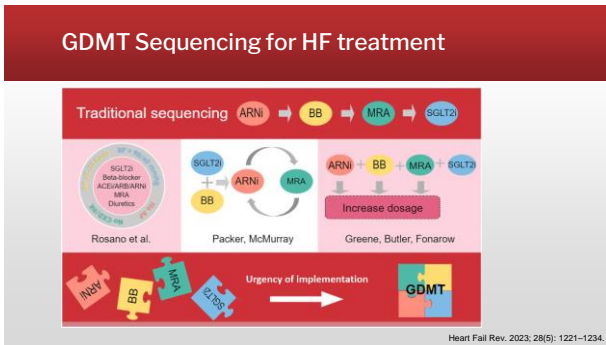 GDMT Sequencing for HF treatment
Traditional sequencing ARNi BB MRA SGLT2i
SGLT2i
Beta-blocker
ACEi/ARB/ARNi
MRA
Diuretics
Rosano et al.
SGLT2i
+
BB
ARNi
MRA
Packer, McMurray
ARNi + BB + MRA + SGLT2i
Increase dosage
Greene, Butler, Fonarow
ARNi
BB
MRA
SGLT2i
Urgency of implementation
GDMT
Heart Fail Rev. 2023; 28(5): 1221–1234.